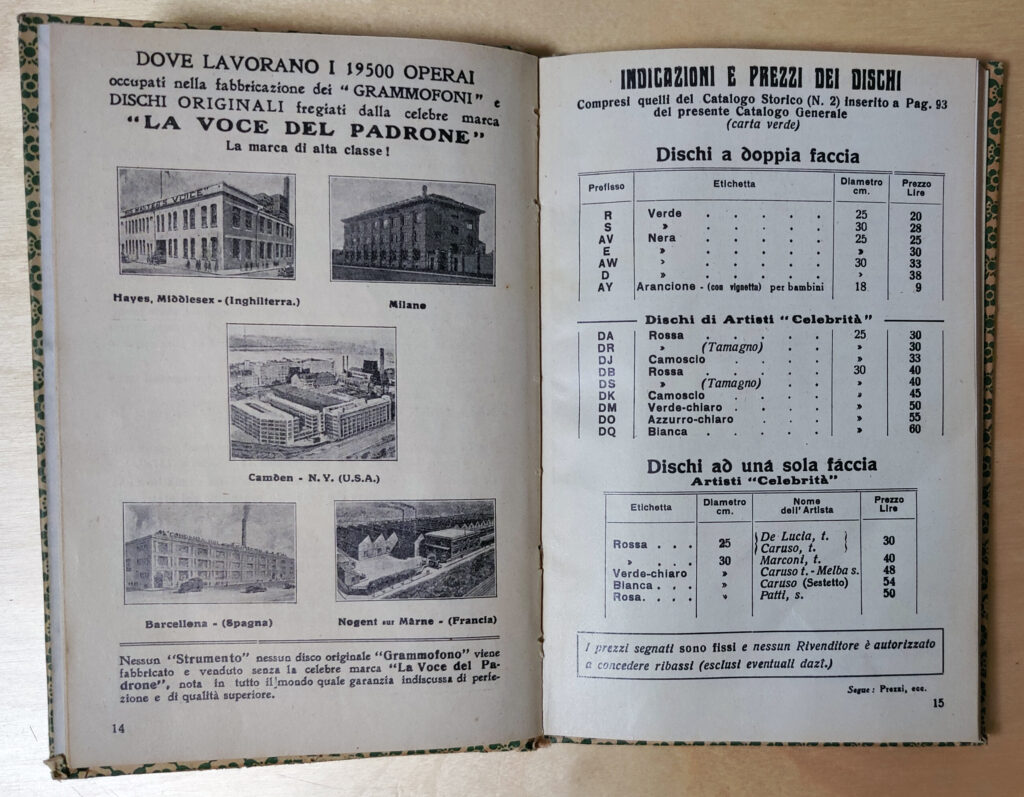 DOVE LAVORANO I 19500 OPERAI
occupati nella fabbricazione dei "GRAMMOFONI" e
DISCHI ORIGINALI fregiati dalla celebre marca
"LA VOCE DEL PADRONE"
La marca di alta classe!
Hayes, Middlesex - (Inghilterra.)
Milano
Camden - N.Y. (U.S.A.)
Barcellona - (Spagna)
Nogent sur Màrne - (Francia)
Nessun "Strumento" nessun disco originale "Grammofono" viene
fabbricato e venduto senza la celebre marca "La Voce del Pa-
drone", nota in tutto il mondo quale garanzia indiscussa di perfe-
zione e di qualità superiore.
14
INDICAZIONI E PREZZI DEI DISCHI
Compresi quelli del Catalogo Storico (N. 2) Inserito a Pag. 93
del presente Catalogo Generale
(carta verde)
Dischi a doppia faccia
Prefisso Etichetta Diametro cm. Prezzo Lire
R Verde . . . . . 25 20
S » . . . . . 30 28
AV Nera . . . . . 25 25
E » . . . . . » 30
AW » . . . . . 30 33
D » . . . . . » 38
AY Arancione - (con vignetta) per bambini 18 9
Dischi di Artisti "Celebrità"
DA Rossa . . . . . 25 30
DR » (Tamagno) . . » 30
DJ Camoscio . . . . » 33
DB Rossa . . . . . 30 40
DS » (Tamagno) . . » 40
DK Camoscio . . . . » 45
DM Verde-chiaro . . . . » 50
DO Azzurro-chiaro . . . » 55
DQ Bianca . . . . . » 60
Dischi ad una sola faccia
Artisti "Celebrità"
Etichetta Diametro cm. Nome dell'Artista Prezzo Lire
Rossa . . . 25 De Lucia, t. Caruso, t. 30
» . . . 30 Marconi, t. 40
Verde-chiaro » Caruso t. - Melba s. 48
Bianca . . . » Caruso (Sestetto) 54
Rosa. . . . » Patti, s. 50
I prezzi segnati sono fissi e nessun Rivenditore è autorizzato
a concedere ribassi (esclusi eventuali dazi.)
Segue: Prezzi, ecc.
15